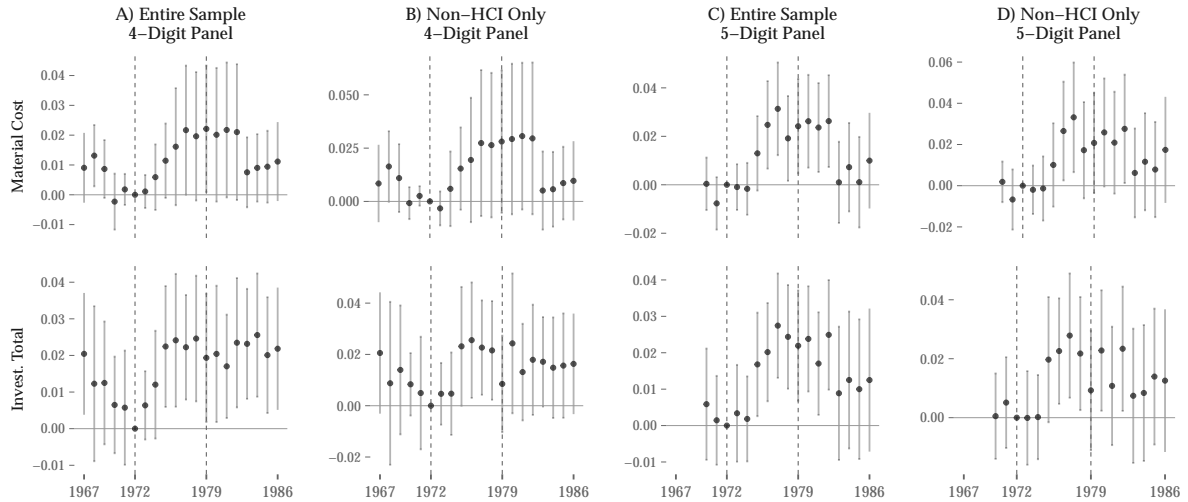 A) Entire Sample
4−Digit Panel
B) Non−HCI Only
4−Digit Panel
C) Entire Sample
5−Digit Panel
D) Non−HCI Only
5−Digit Panel
Material Cost
0.04
0.03
0.02
0.01
0.00
−0.01
0.050
0.025
0.000
0.04
0.02
0.00
−0.02
0.06
0.04
0.02
0.00
−0.02
Invest. Total
0.04
0.03
0.02
0.01
0.00
−0.01
0.04
0.02
0.00
−0.02
0.04
0.03
0.02
0.01
0.00
−0.01
0.04
0.02
0.00
1967 1972 1979 1986
1967 1972 1979 1986
1967 1972 1979 1986
1967 1972 1979 1986